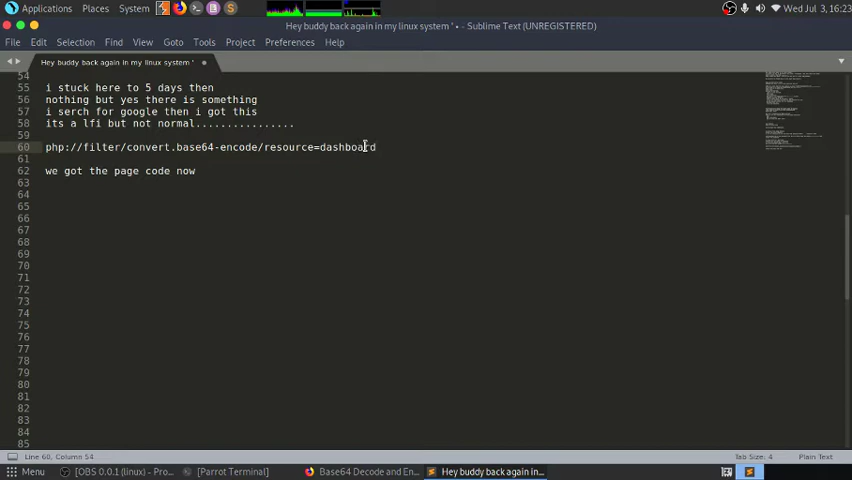 Applications Places System Wed Jul 3, 16:23
Hey buddy back again in my linux system ' • - Sublime Text (UNREGISTERED)
File Edit Selection Find View Goto Tools Project Preferences Help
Hey buddy back again in my linux system '
54
55 i stuck here to 5 days then
56 nothing but yes there is something
57 i serch for google then i got this
58 its a lfi but not normal................
59
60 php://filter/convert.base64-encode/resource=dashboard
61
62 we got the page code now
63
64
65
66
67
68
69
70
71
72
73
74
75
76
77
78
79
80
81
82
83
84
85
Line 60, Column 54 Tab Size: 4 Plain Text
Menu [OBS 0.0.1 (linux) - Pro... [Parrot Terminal] Base64 Decode and En... Hey buddy back again in...